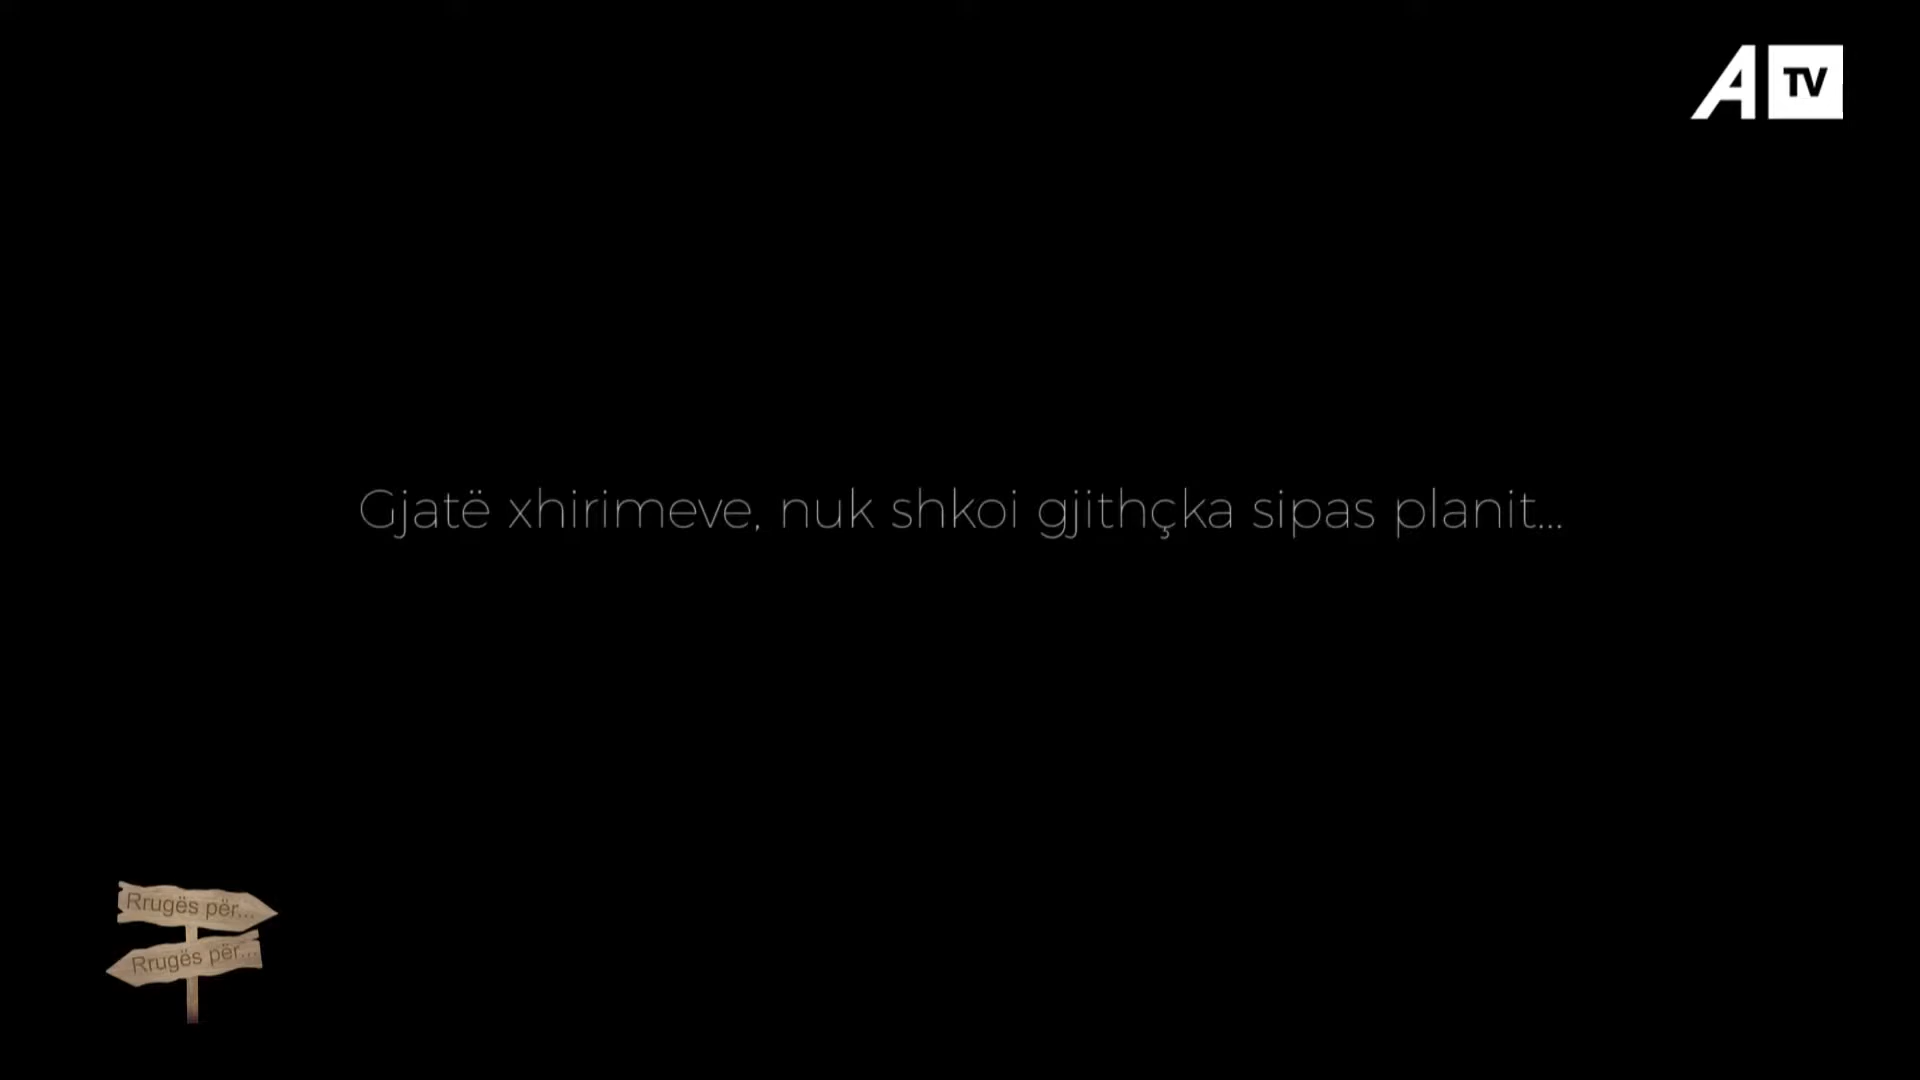 A TV
Gjatë xhirimeve, nuk shkoi gjithçka sipas planit...
Rrugës për...
Rrugës për...